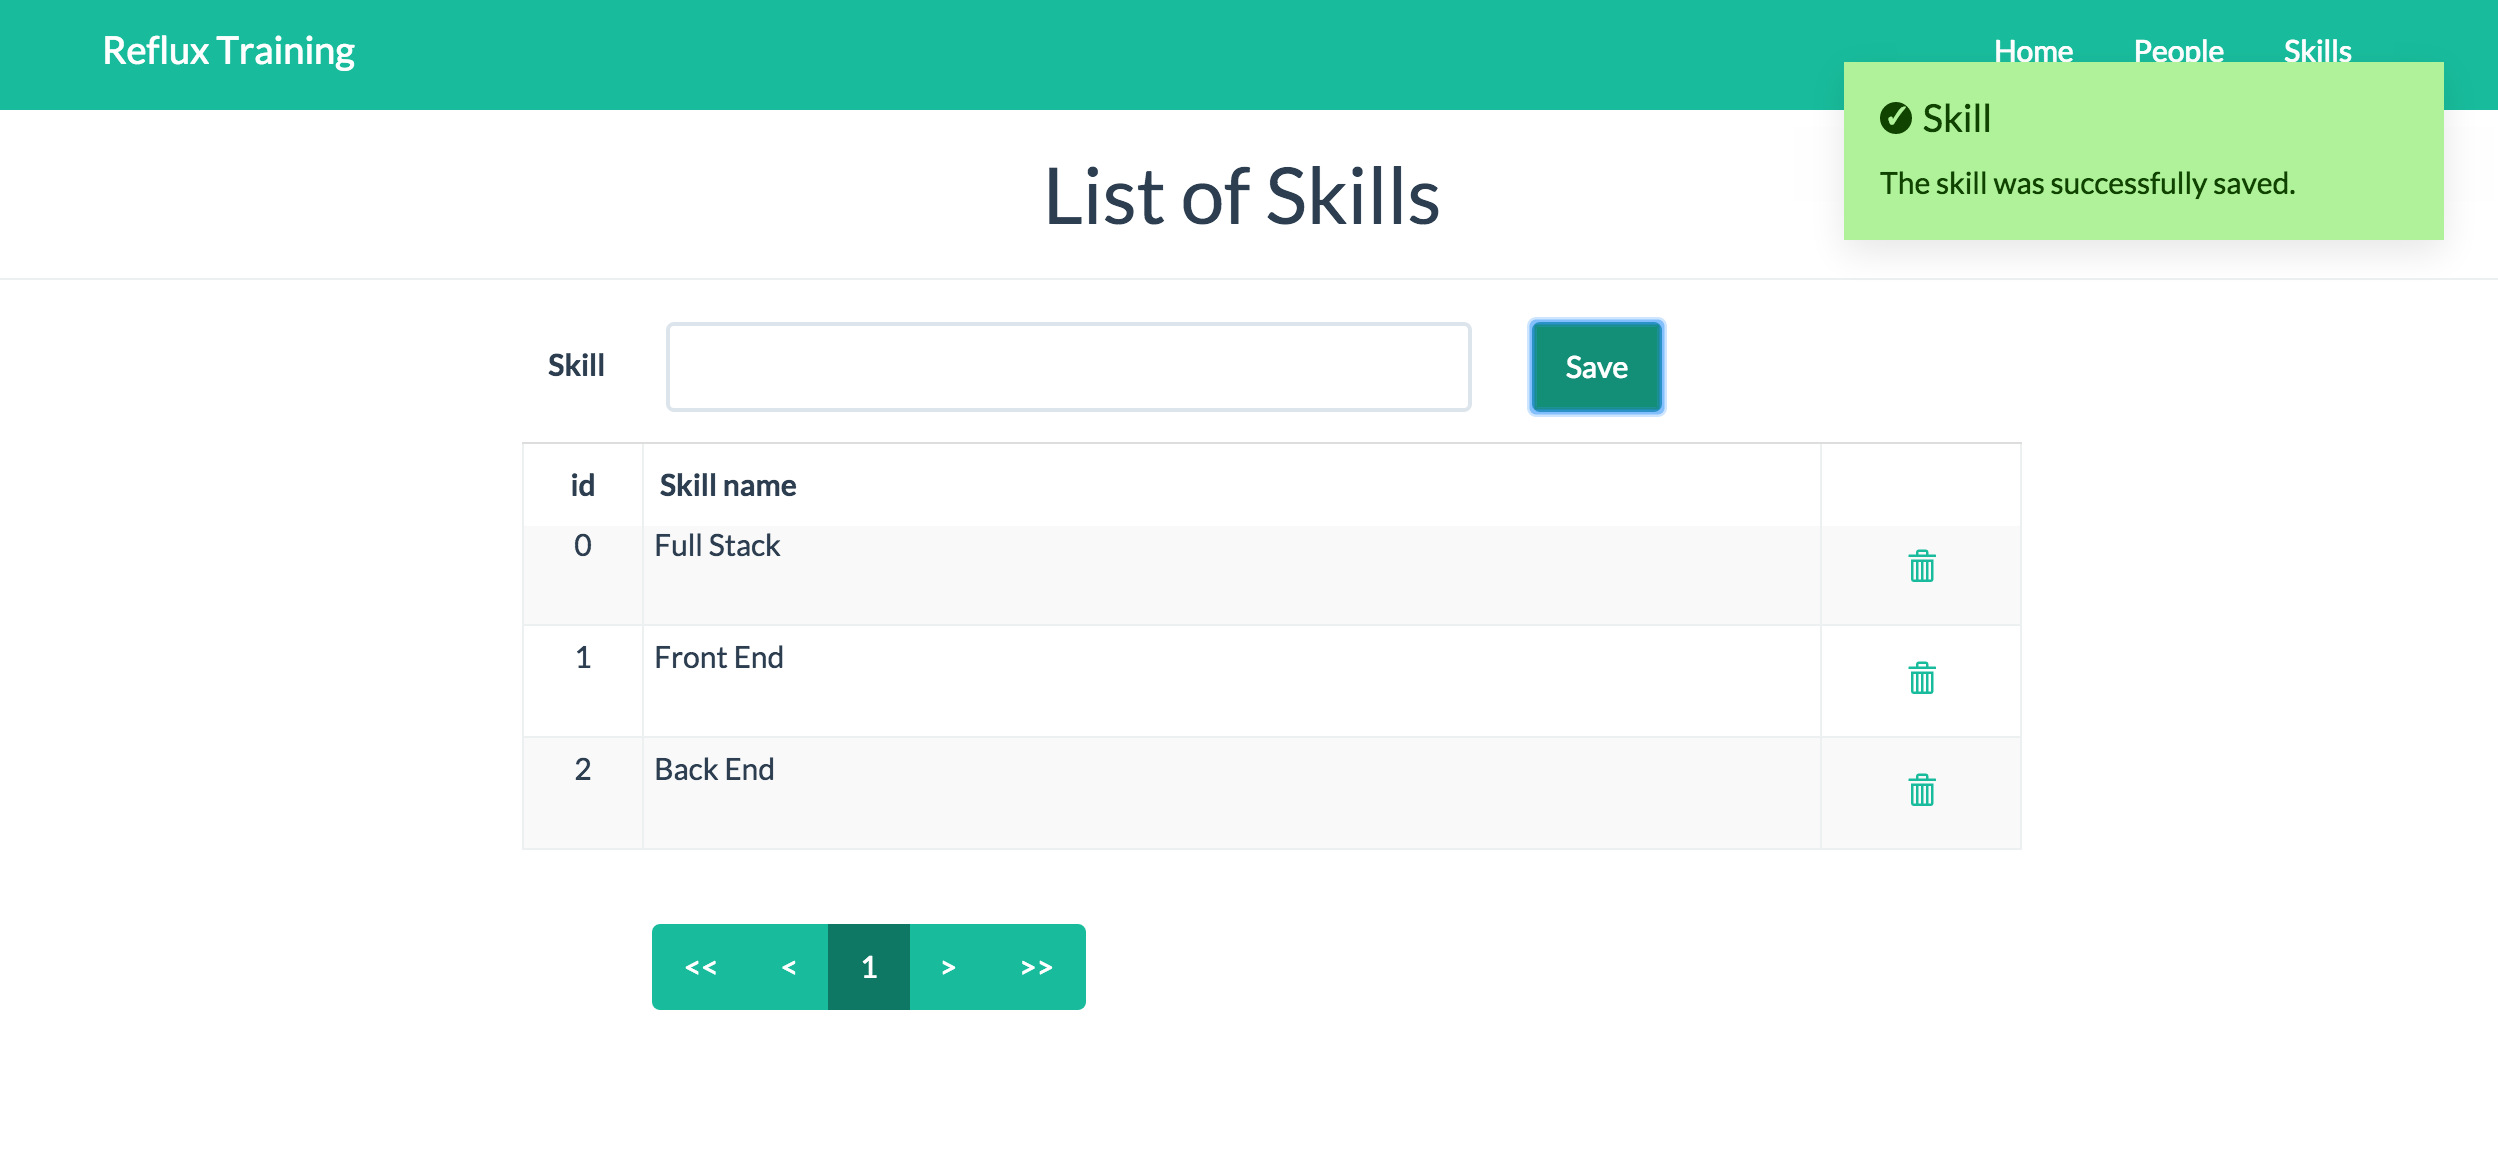 Reflux Training
Home People Skills
Skill
The skill was successfully saved.
List of Skills
Skill
Save
id Skill name
0 Full Stack
1 Front End
2 Back End
<< < 1 > >>